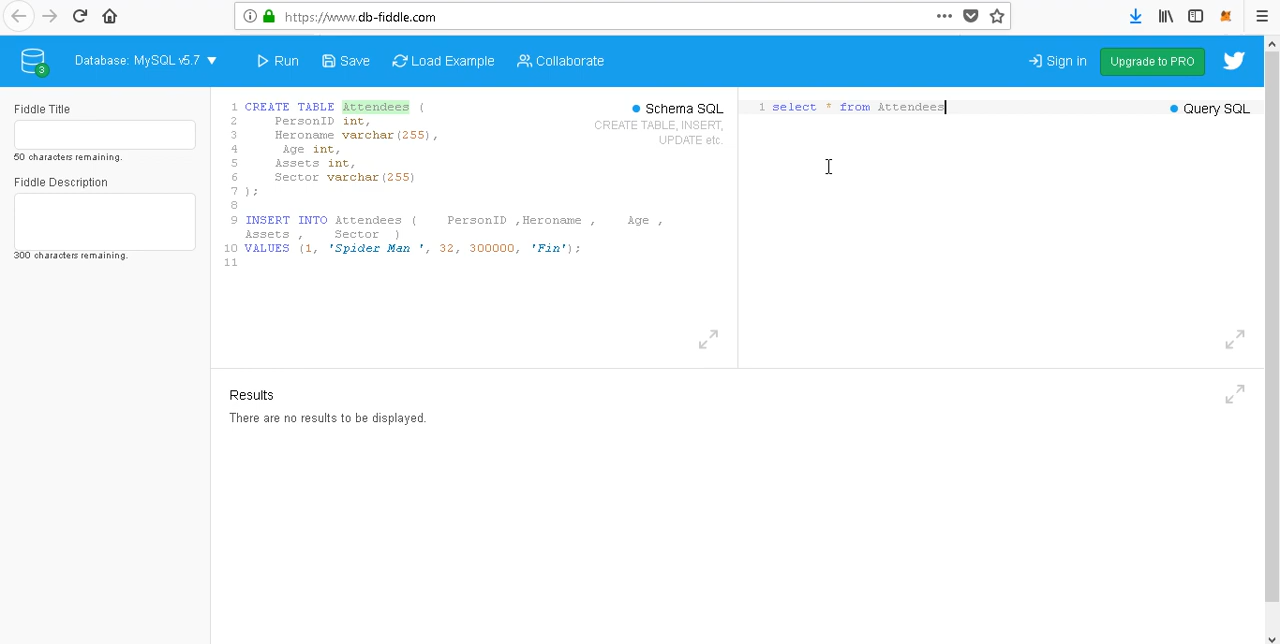 https://www.db-fiddle.com
3
Database: MySQL v5.7
Run
Save
Load Example
Collaborate
Sign in
Upgrade to PRO
Fiddle Title
50 characters remaining.
Fiddle Description
300 characters remaining.
1 CREATE TABLE Attendees (
2 PersonID int,
3 Heroname varchar(255),
4 Age int,
5 Assets int,
6 Sector varchar(255)
7 );
8
9 INSERT INTO Attendees ( PersonID ,Heroname , Age ,
Assets , Sector )
10 VALUES (1, 'Spider Man ', 32, 300000, 'Fin');
11
Schema SQL
CREATE TABLE, INSERT,
UPDATE etc.
1 select * from Attendees
Query SQL
Results
There are no results to be displayed.